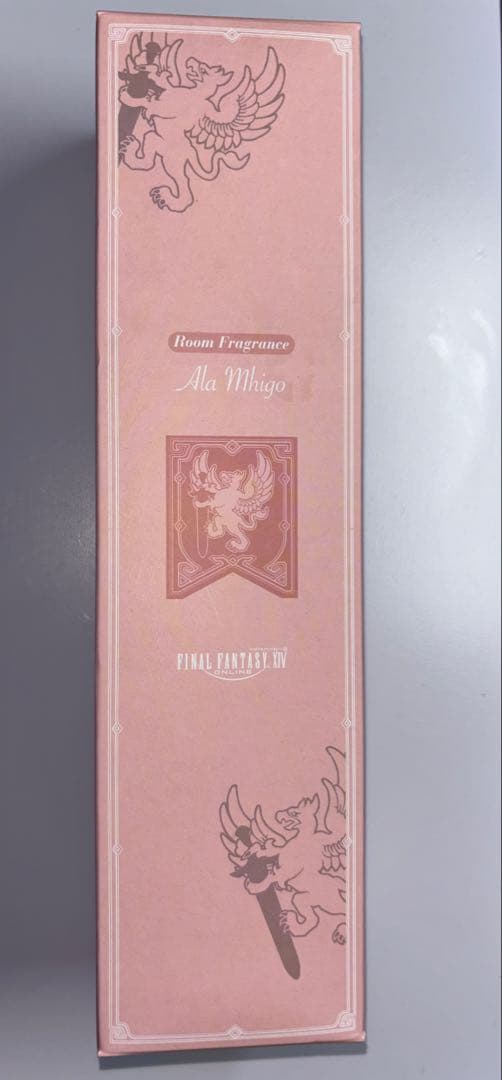 Room Fragrance
Ala Mhigo
FINAL FANTASY XIV
ONLINE